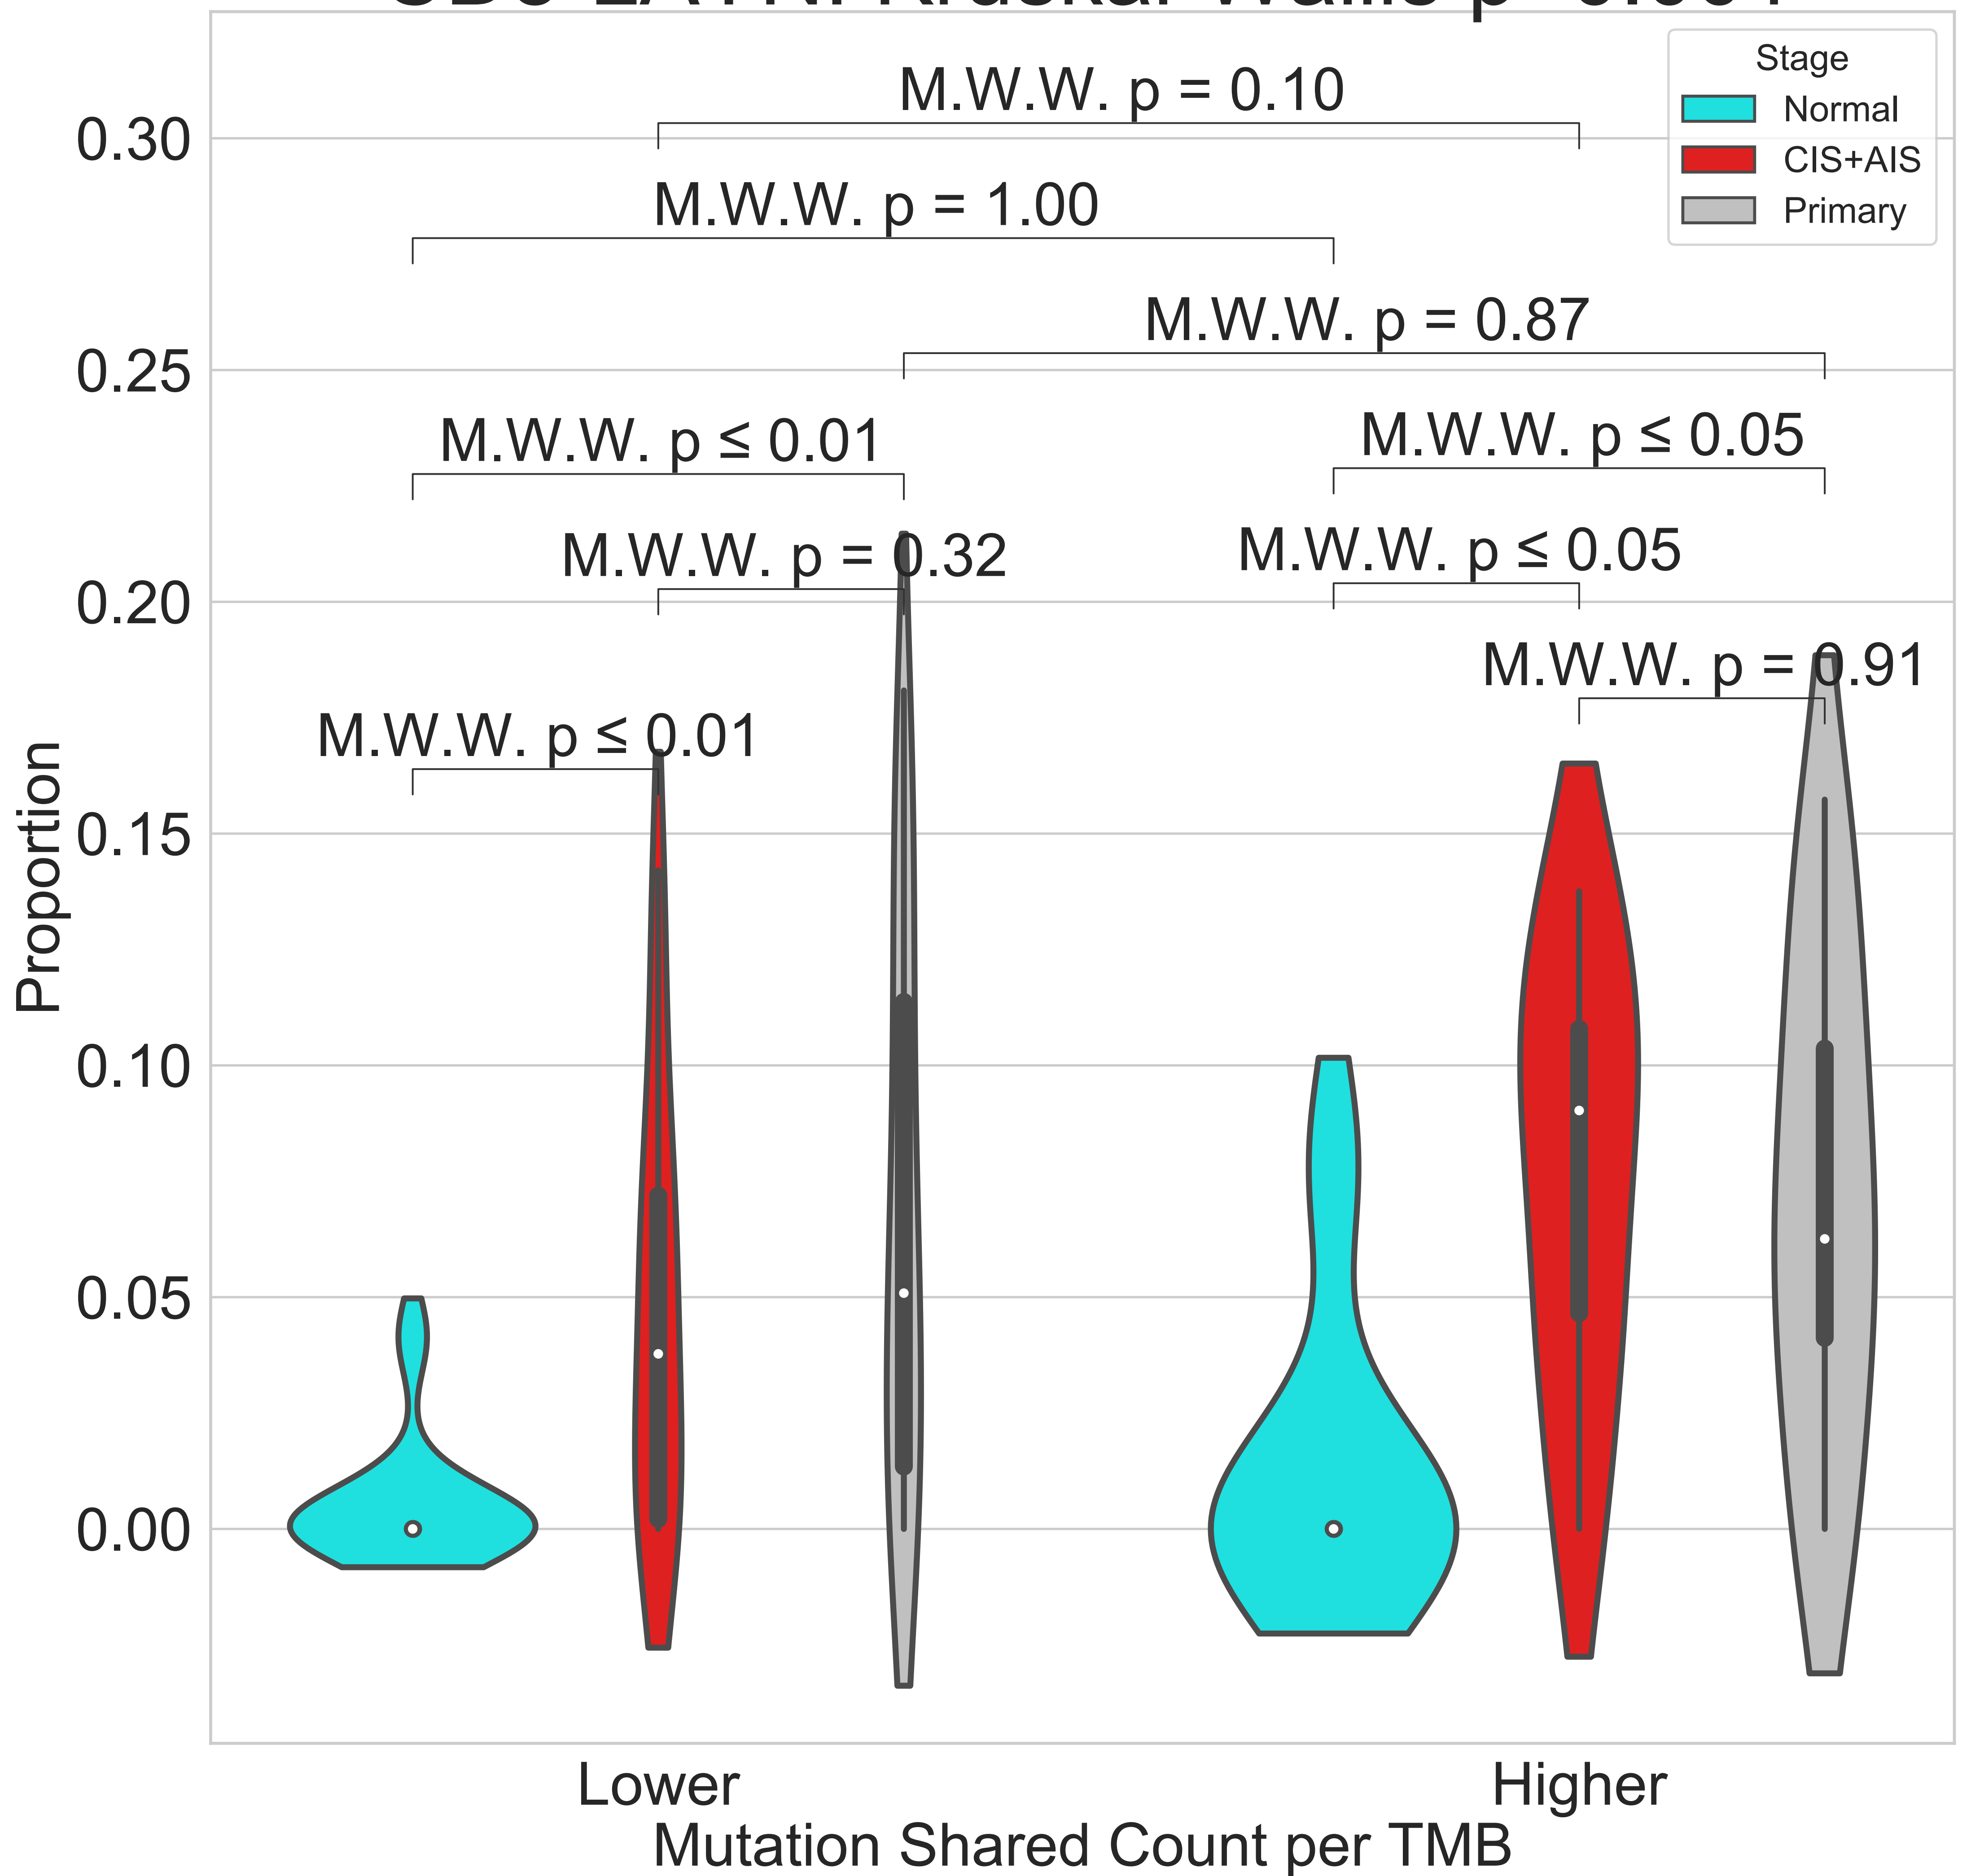 Stage
Normal
CIS+AIS
Primary
M.W.W. p = 0.10
M.W.W. p = 1.00
M.W.W. p = 0.87
M.W.W. p ≤ 0.01
M.W.W. p ≤ 0.05
M.W.W. p = 0.32
M.W.W. p ≤ 0.05
M.W.W. p = 0.91
M.W.W. p ≤ 0.01
0.30
0.25
0.20
0.15
0.10
0.05
0.00
Proportion
Lower
Higher
Mutation Shared Count per TMB